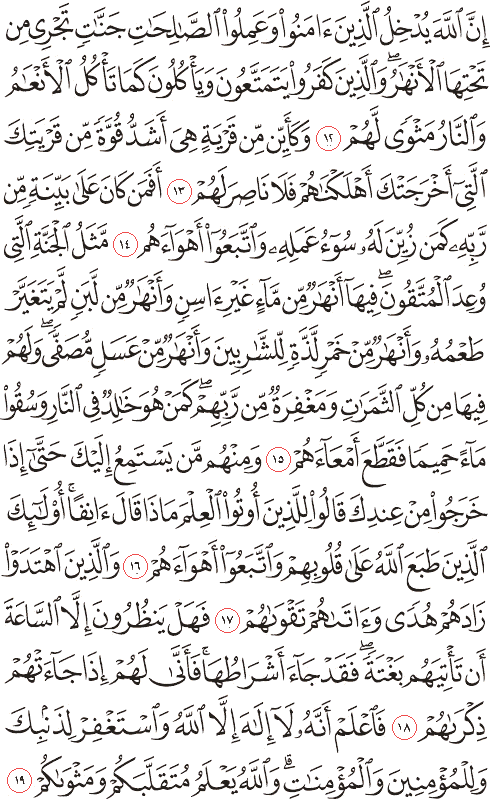 إِنَّ ٱللَّهَ يُدْخِلُ ٱلَّذِينَ ءَامَنُوا۟ وَعَمِلُوا۟ ٱلصَّـٰلِحَـٰتِ جَنَّـٰتٍ تَجْرِى مِن
تَحْتِهَا ٱلْأَنْهَـٰرُ ۖ وَٱلَّذِينَ كَفَرُوا۟ يَتَمَتَّعُونَ وَيَأْكُلُونَ كَمَا تَأْكُلُ ٱلْأَنْعَـٰمُ
وَٱلنَّارُ مَثْوًى لَّهُمْ ١٢ وَكَأَيِّن مِّن قَرْيَةٍ هِىَ أَشَدُّ قُوَّةً مِّن قَرْيَتِكَ
ٱلَّتِىٓ أَخْرَجَتْكَ أَهْلَكْنَـٰهُمْ فَلَا نَاصِرَ لَهُمْ ١٣ أَفَمَن كَانَ عَلَىٰ بَيِّنَةٍ مِّن
رَّبِّهِۦ كَمَن زُيِّنَ لَهُۥ سُوٓءُ عَمَلِهِۦ وَٱتَّبَعُوٓا۟ أَهْوَآءَهُم ١٤ مَّثَلُ ٱلْجَنَّةِ ٱلَّتِى
وُعِدَ ٱلْمُتَّقُونَ ۖ فِيهَآ أَنْهَـٰرٌ مِّن مَّآءٍ غَيْرِ ءَاسِنٍ وَأَنْهَـٰرٌ مِّن لَّبَنٍ لَّمْ يَتَغَيَّرْ
طَعْمُهُۥ وَأَنْهَـٰرٌ مِّنْ خَمْرٍ لَّذَّةٍ لِّلشَّـٰرِبِينَ وَأَنْهَـٰرٌ مِّنْ عَسَلٍ مُّصَفًّى ۖ وَلَهُمْ
فِيهَا مِن كُلِّ ٱلثَّمَرَٰتِ وَمَغْفِرَةٌ مِّن رَّبِّهِمْ ۖ كَمَنْ هُوَ خَـٰلِدٌ فِى ٱلنَّارِ وَسُقُوا۟
مَآءً حَمِيمًا فَقَطَّعَ أَمْعَآءَهُمْ ١٥ وَمِنْهُم مَّن يَسْتَمِعُ إِلَيْكَ حَتَّىٰٓ إِذَا
خَرَجُوا۟ مِنْ عِندِكَ قَالُوا۟ لِلَّذِينَ أُوتُوا۟ ٱلْعِلْمَ مَاذَا قَالَ ءَانِفًا ۚ أُو۟لَـٰٓئِكَ
ٱلَّذِينَ طَبَعَ ٱللَّهُ عَلَىٰ قُلُوبِهِمْ وَٱتَّبَعُوٓا۟ أَهْوَآءَهُمْ ١٦ وَٱلَّذِينَ ٱهْتَدَوْا۟
زَادَهُمْ هُدًى وَءَاتَىٰهُمْ تَقْوَىٰهُمْ ١٧ فَهَلْ يَنظُرُونَ إِلَّا ٱلسَّاعَةَ
أَن تَأْتِيَهُم بَغْتَةً ۖ فَقَدْ جَآءَ أَشْرَاطُهَا ۚ فَأَنَّىٰ لَهُمْ إِذَا جَآءَتْهُمْ
ذِكْرَىٰهُمْ ١٨ فَٱعْلَمْ أَنَّهُۥ لَآ إِلَـٰهَ إِلَّا ٱللَّهُ وَٱسْتَغْفِرْ لِذَنۢبِكَ
وَلِلْمُؤْمِنِينَ وَٱلْمُؤْمِنَـٰتِ ۗ وَٱللَّهُ يَعْلَمُ مُتَقَلَّبَكُمْ وَمَثْوَىٰكُمْ ١٩